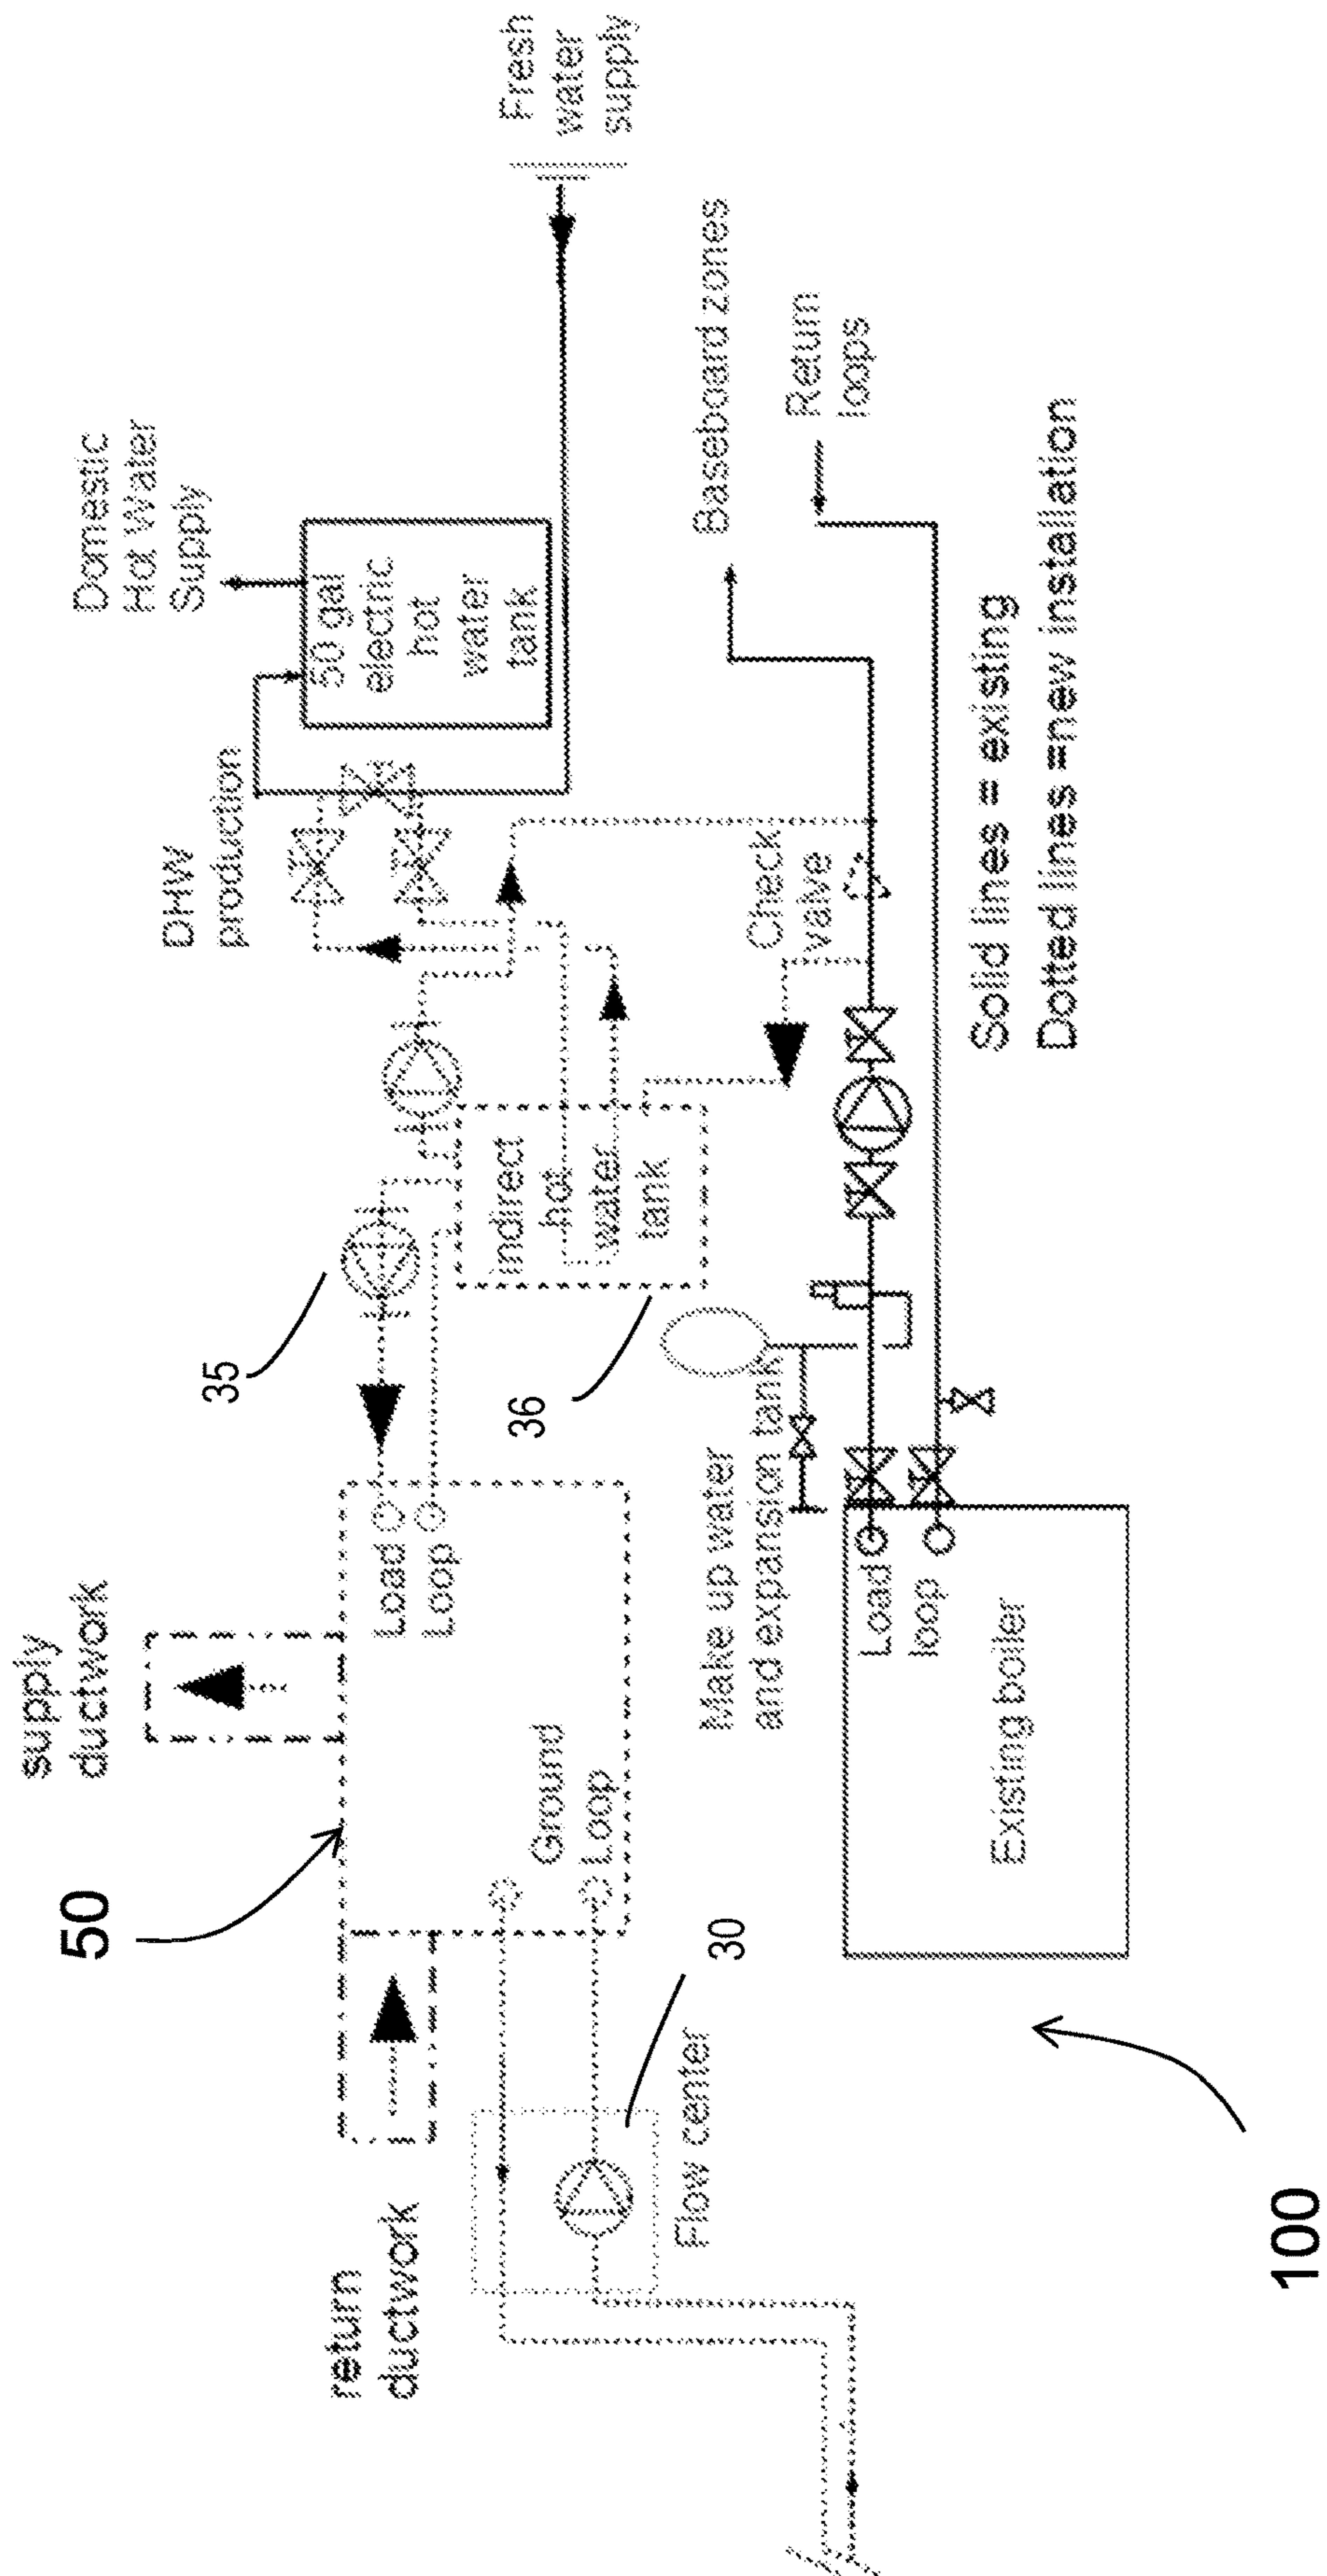 supply
ductwork
50
return
ductwork
Load
Loop
Ground
Loop
30
Flow center
35
36
Indirect
hot
water
tank
DHW
production
Domestic
Hot Water
Supply
50 gal
electric
hot
water
tank
Fresh
water
supply
Baseboard zones
Return
loops
Check
valve
Make up water
and expansion tank
Load
loop
Existing boiler
100
Solid lines = existing
Dotted lines =new installation